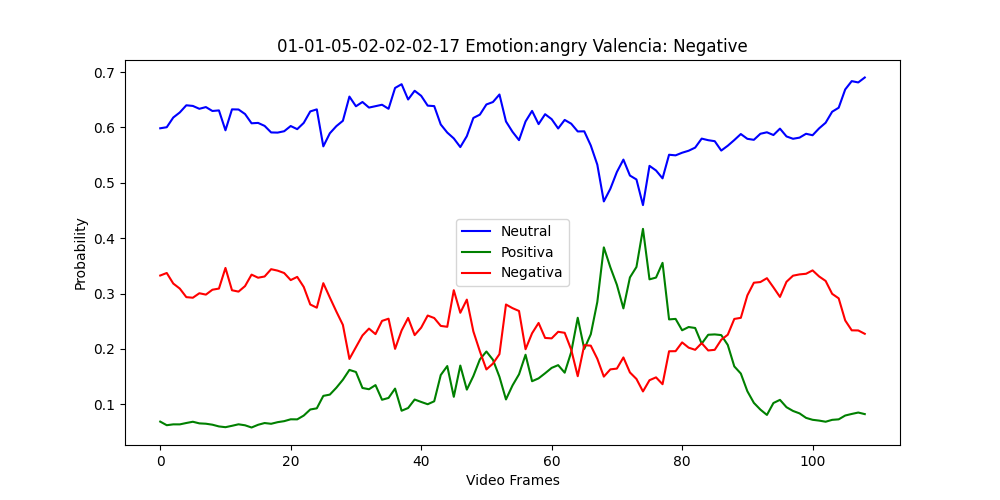 01-01-05-02-02-02-17 Emotion:angry Valencia: Negative
0.7
0.6
0.5
0.4
0.3
0.2
0.1
Probability
Neutral
Positiva
Negativa
0 20 40 60 80 100
Video Frames